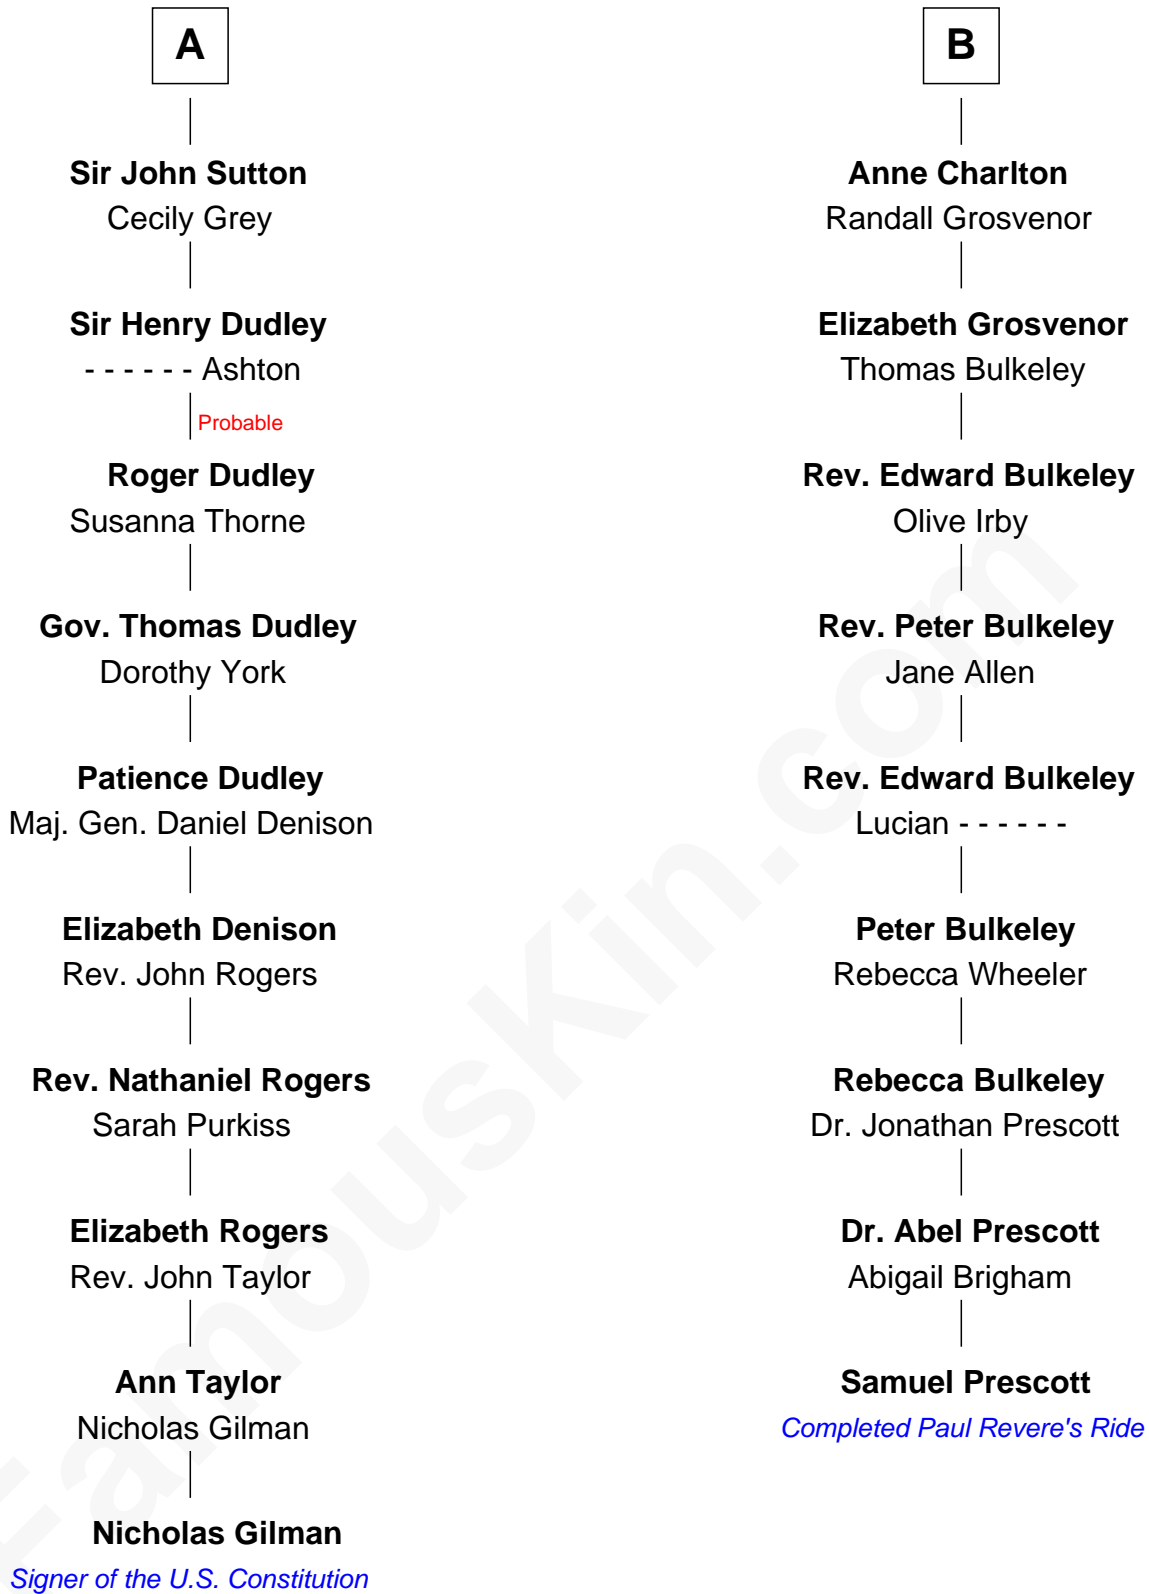 A
Sir John Sutton
Cecily Grey
Sir Henry Dudley
- - - - - - Ashton
Probable
Roger Dudley
Susanna Thorne
Gov. Thomas Dudley
Dorothy York
Patience Dudley
Maj. Gen. Daniel Denison
Elizabeth Denison
Rev. John Rogers
Rev. Nathaniel Rogers
Sarah Purkiss
Elizabeth Rogers
Rev. John Taylor
Ann Taylor
Nicholas Gilman
Nicholas Gilman
Signer of the U.S. Constitution
B
Anne Charlton
Randall Grosvenor
Elizabeth Grosvenor
Thomas Bulkeley
Rev. Edward Bulkeley
Olive Irby
Rev. Peter Bulkeley
Jane Allen
Rev. Edward Bulkeley
Lucian - - - - - -
Peter Bulkeley
Rebecca Wheeler
Rebecca Bulkeley
Dr. Jonathan Prescott
Dr. Abel Prescott
Abigail Brigham
Samuel Prescott
Completed Paul Revere's Ride
FamousKin.com